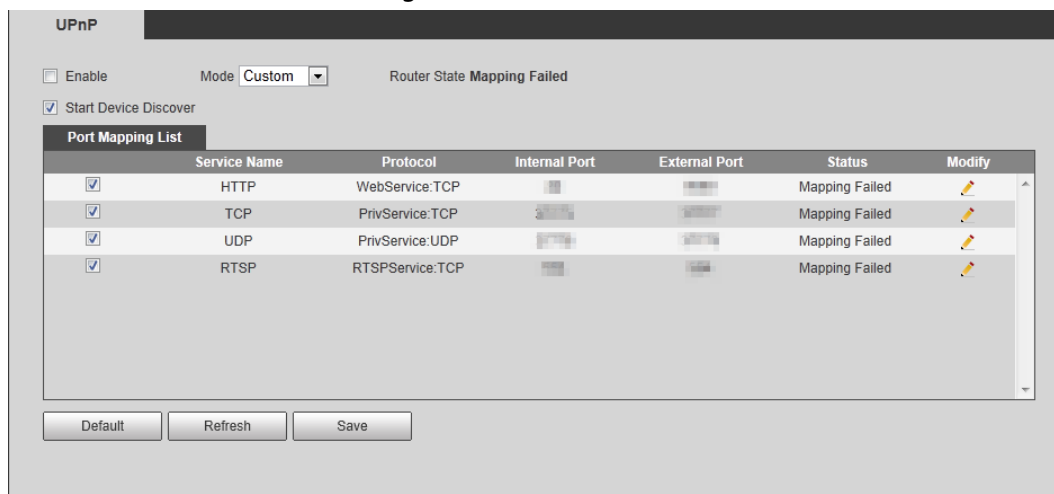 UPnP
Enable Mode Custom Router State Mapping Failed
Start Device Discover
Port Mapping List
Service Name Protocol Internal Port External Port Status Modify
HTTP WebService:TCP Mapping Failed
TCP PrivService:TCP Mapping Failed
UDP PrivService:UDP Mapping Failed
RTSP RTSPService:TCP Mapping Failed
Default Refresh Save